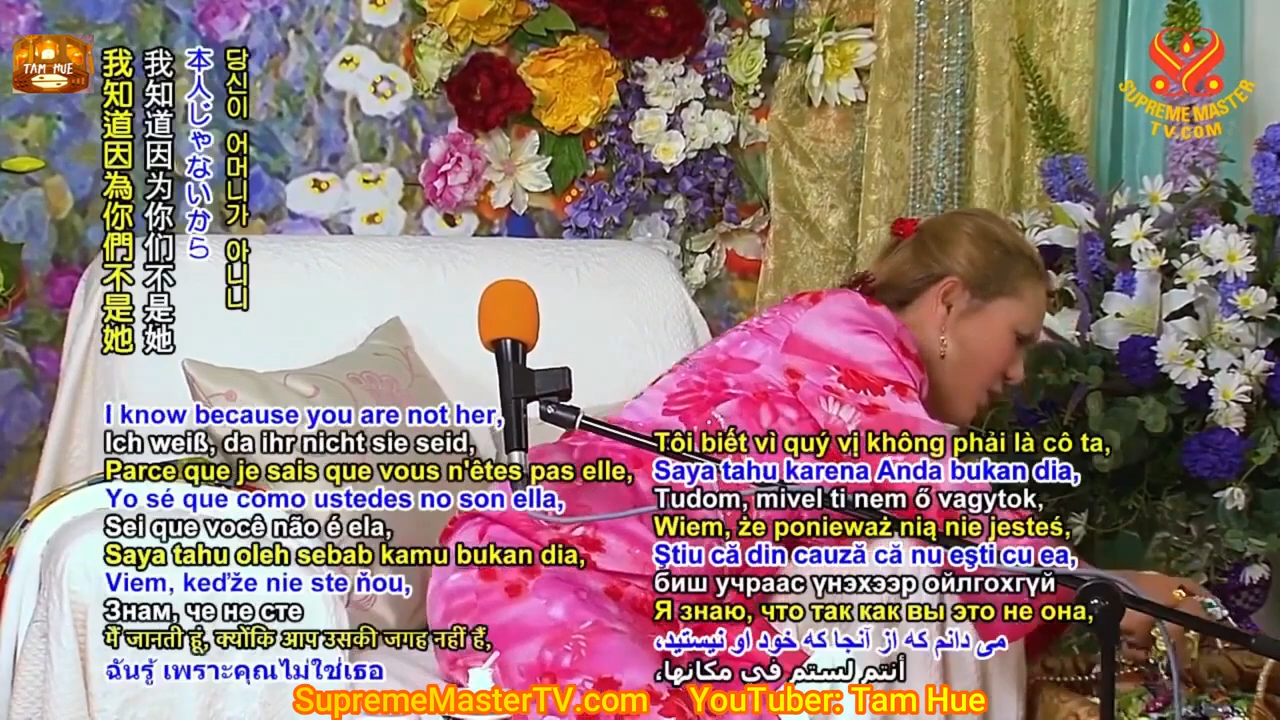 TAM HUE
SUPREME MASTER
TV.COM
당신이 어머니가 아니니
本人じゃないから
我知道因为你们不是她
我知道因為你們不是她
I know because you are not her,
Ich weiß, da ihr nicht sie seid,
Parce que je sais que vous n'êtes pas elle,
Yo sé que como ustedes no son ella,
Sei que você não é ela,
Saya tahu oleh sebab kamu bukan dia,
Viem, keďže nie ste ňou,
Знам, че не сте
मैं जानती हूं, क्योंकि आप उसकी जगह नहीं हैं,
ฉันรู้ เพราะคุณไม่ใช่เธอ
Tôi biết vì quý vị không phải là cô ta,
Saya tahu karena Anda bukan dia,
Tudom, mivel ti nem ő vagytok,
Wiem, że ponieważ nią nie jesteś,
Ştiu că din cauză că nu eşti cu ea,
биш учраас үнэхээр ойлгохгүй
Я знаю, что так как вы это не она,
می دانم که از آنجا که خود او نیستید،
أنتم لستم في مكانها،
SupremeMasterTV.com YouTuber: Tam Hue